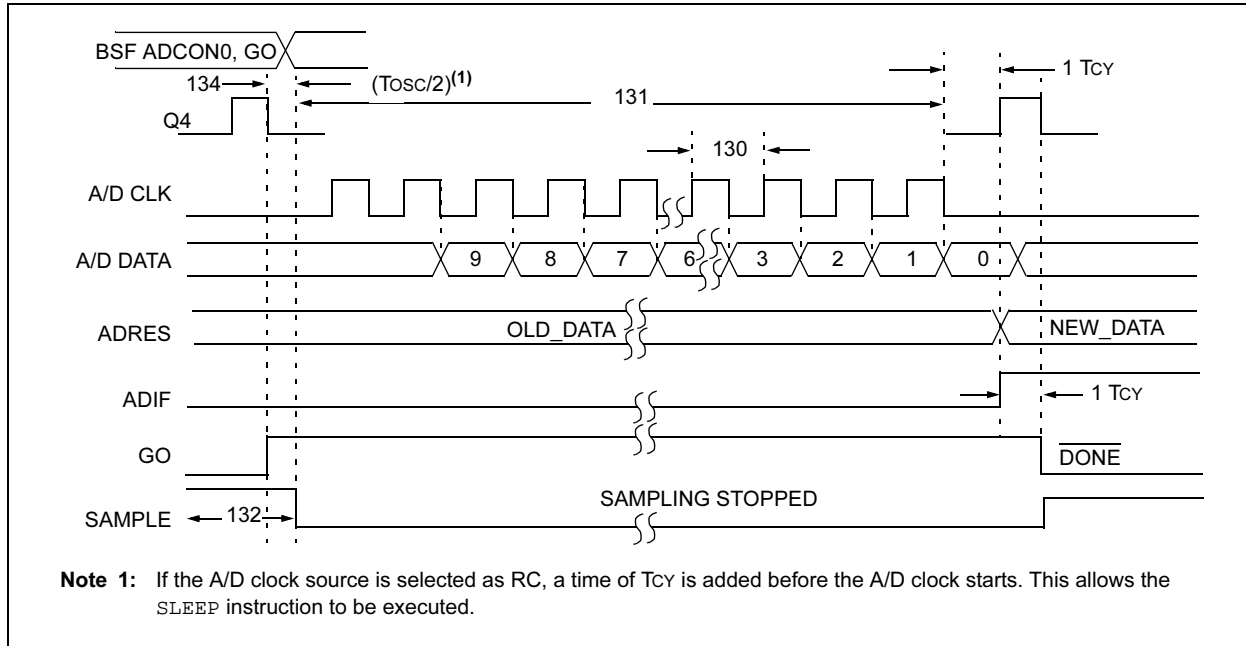 BSF ADCON0, GO
134
(TOSC/2)(1)
131
1 TCY
Q4
130
A/D CLK
A/D DATA
9 8 7 6 3 2 1 0
ADRES
OLD_DATA
NEW_DATA
ADIF
1 TCY
GO
DONE
SAMPLE
132
SAMPLING STOPPED
Note 1: If the A/D clock source is selected as RC, a time of TCY is added before the A/D clock starts. This allows the
SLEEP instruction to be executed.